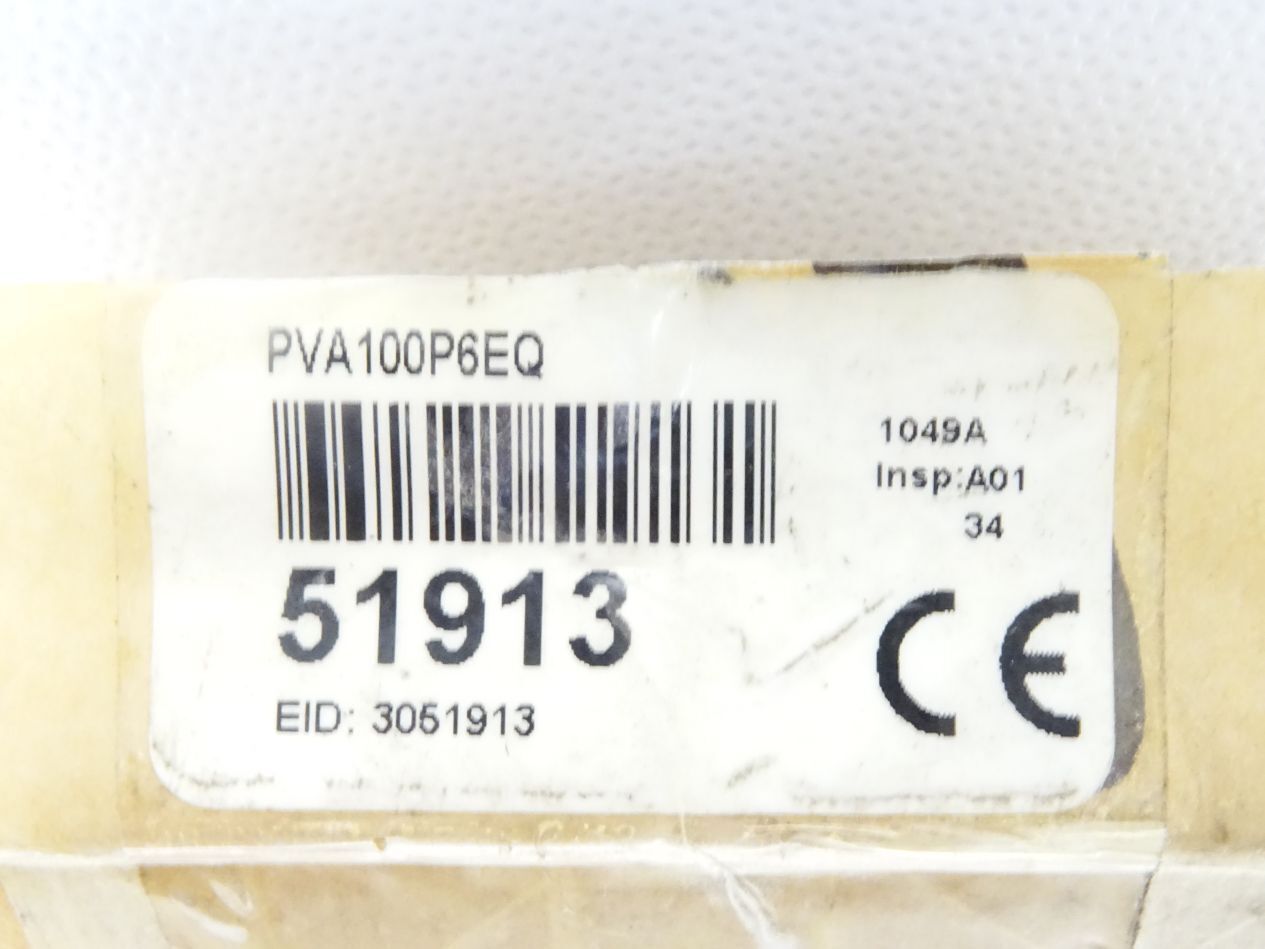 PVA100P6EQ
1049A
Insp:A01
34
51913
EID: 3051913
CE